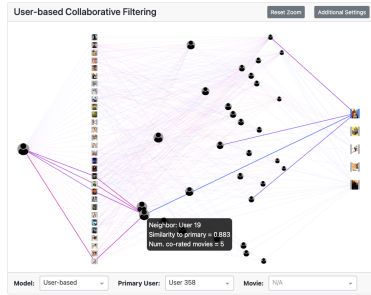 User-based Collaborative Filtering
Reset Zoom
Additional Settings
Neighbor: User 19
Similarity to primary = 0.883
Num. co-rated movies = 5
Model: User-based
Primary User: User 358
Movie: N/A